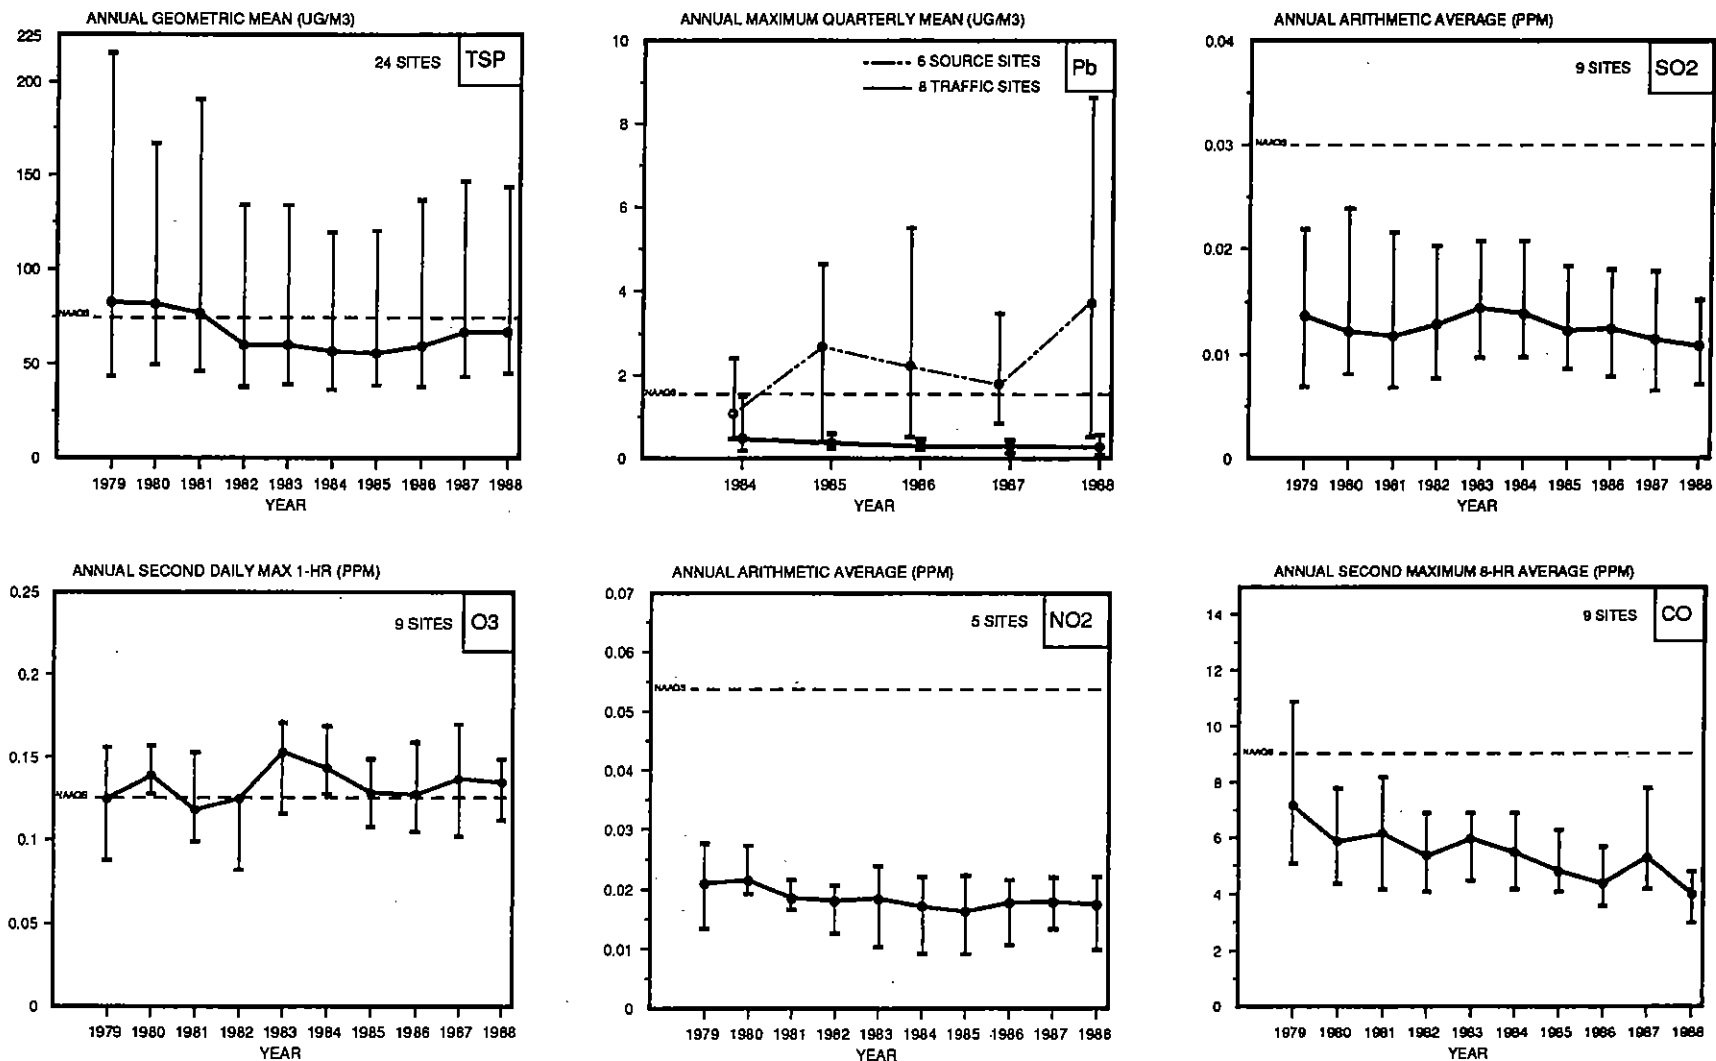 ANNUAL GEOMETRIC MEAN (UG/M3)
24 SITES
TSP
225
200
150
100
NAAQS
50
0
1979 1980 1981 1982 1983 1984 1985 1986 1987 1988
YEAR
ANNUAL MAXIMUM QUARTERLY MEAN (UG/M3)
6 SOURCE SITES
8 TRAFFIC SITES
Pb
10
8
6
4
2
NAAQS
0
1984 1985 1986 1987 1988
YEAR
ANNUAL ARITHMETIC AVERAGE (PPM)
9 SITES
SO2
0.04
0.03
NAAQS
0.02
0.01
0
1979 1980 1981 1982 1983 1984 1985 1986 1987 1988
YEAR
ANNUAL SECOND DAILY MAX 1-HR (PPM)
9 SITES
O3
0.25
0.2
0.15
NAAQS
0.1
0.05
0
1979 1980 1981 1982 1983 1984 1985 1986 1987 1988
YEAR
ANNUAL ARITHMETIC AVERAGE (PPM)
5 SITES
NO2
0.07
0.06
NAAQS
0.05
0.04
0.03
0.02
0.01
0
1979 1980 1981 1982 1983 1984 1985 1986 1987 1988
YEAR
ANNUAL SECOND MAXIMUM 8-HR AVERAGE (PPM)
9 SITES
CO
14
12
10
NAAQS
8
6
4
2
0
1979 1980 1981 1982 1983 1984 1985 1986 1987 1988
YEAR